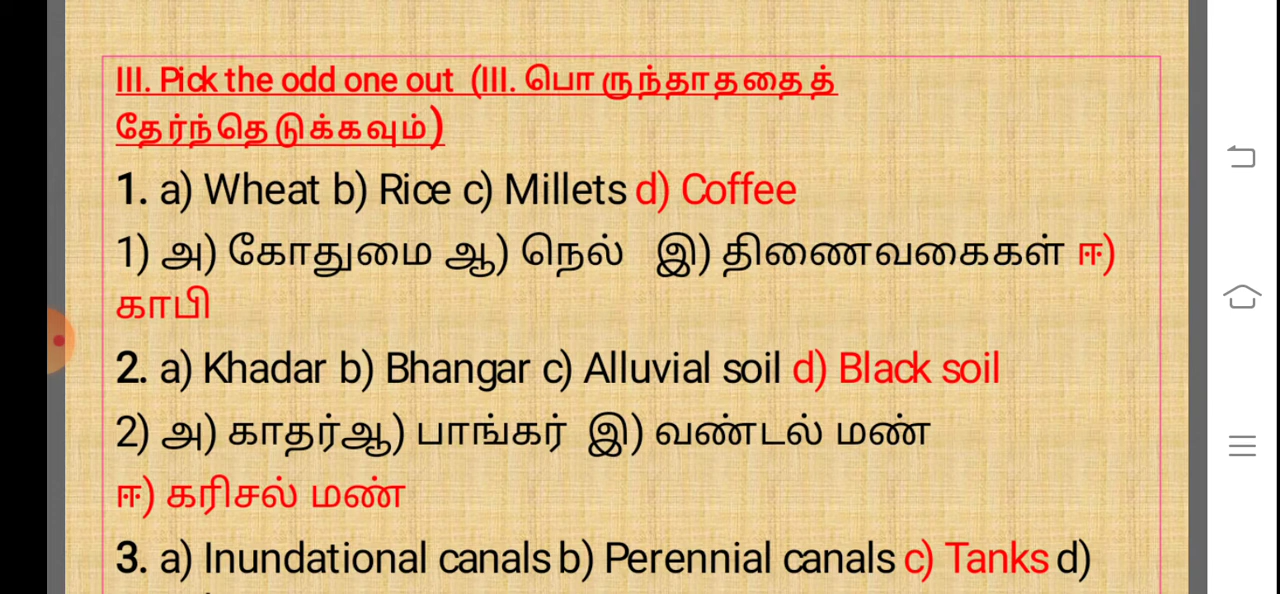 III. Pick the odd one out (III. பொருந்தாததைத்
தேர்ந்தெடுக்கவும்)
1. a) Wheat b) Rice c) Millets d) Coffee
1) அ) கோதுமை ஆ) நெல் இ) திணைவகைகள் ஈ)
காபி
2. a) Khadar b) Bhangar c) Alluvial soil d) Black soil
2) அ) காதர்ஆ) பாங்கர் இ) வண்டல் மண்
ஈ) கரிசல் மண்
3. a) Inundational canals b) Perennial canals c) Tanks d)